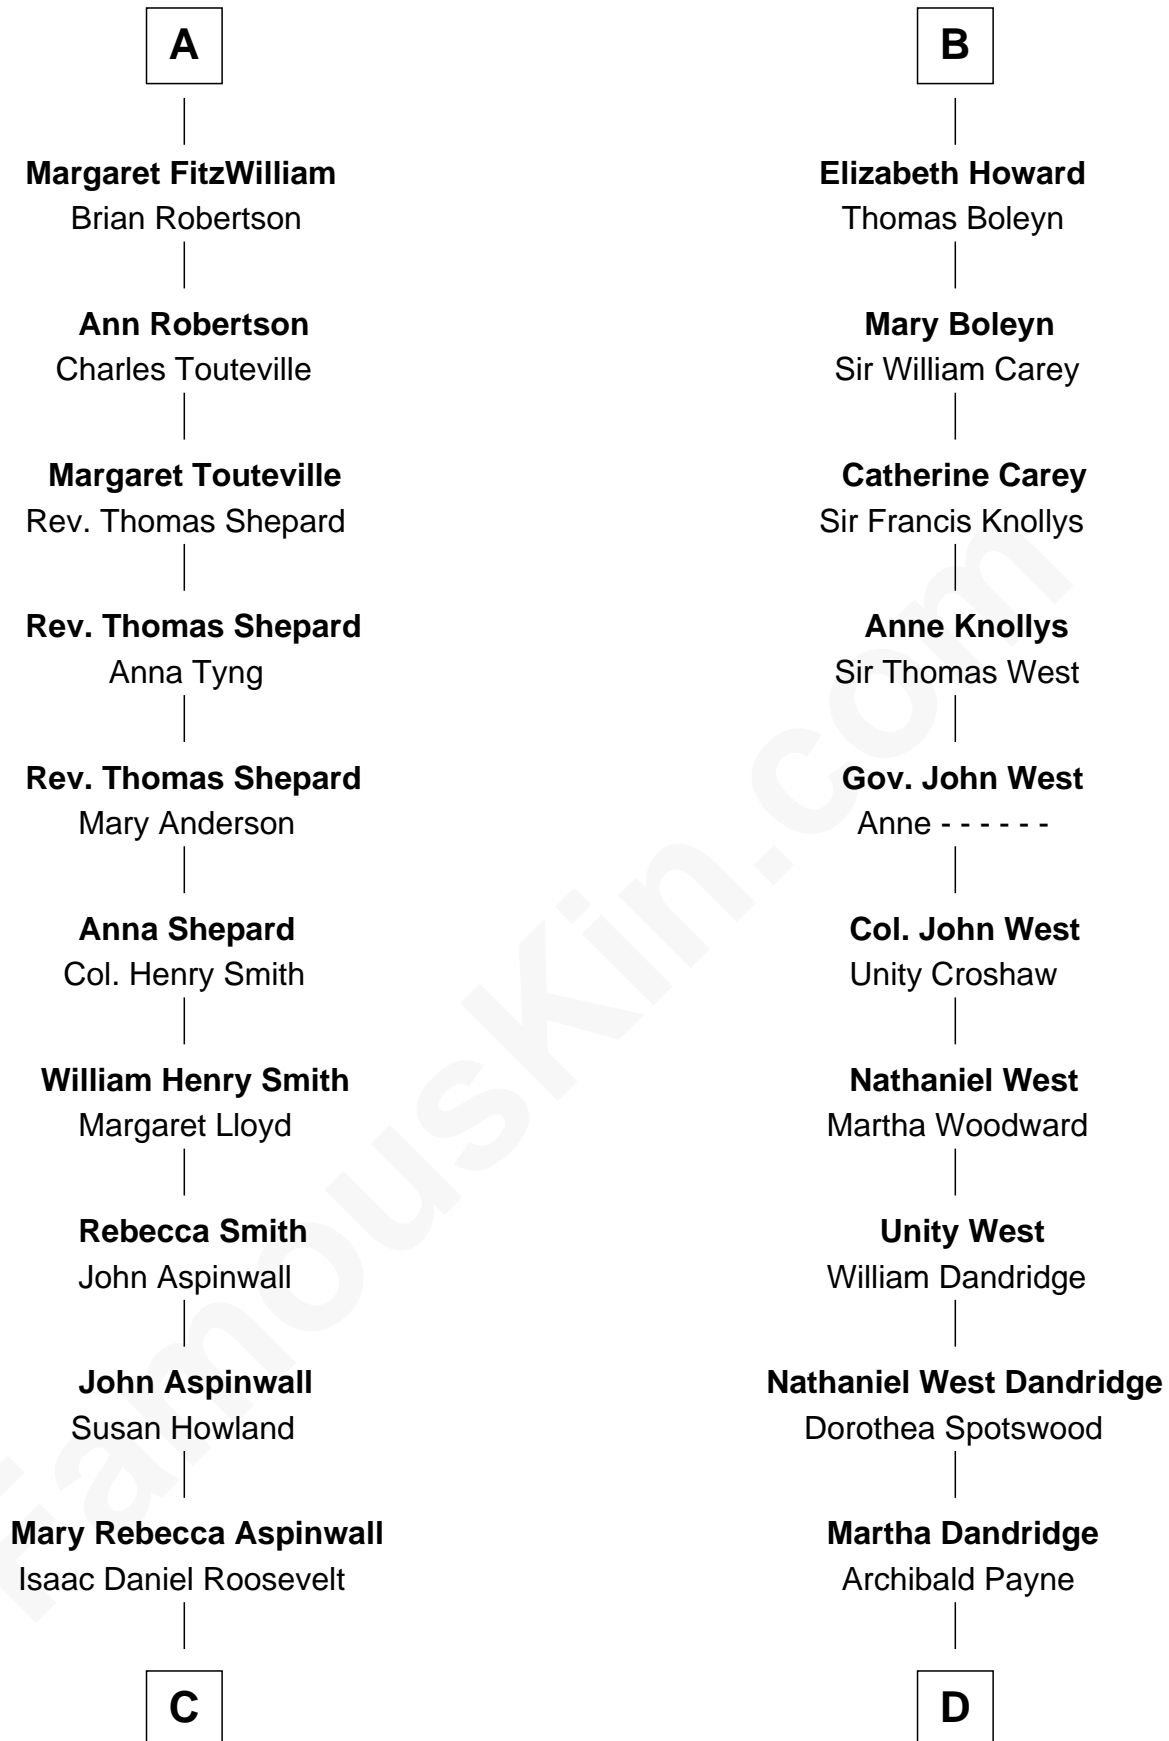 A
Margaret FitzWilliam
Brian Robertson
Ann Robertson
Charles Touteville
Margaret Touteville
Rev. Thomas Shepard
Rev. Thomas Shepard
Anna Tyng
Rev. Thomas Shepard
Mary Anderson
Anna Shepard
Col. Henry Smith
William Henry Smith
Margaret Lloyd
Rebecca Smith
John Aspinwall
John Aspinwall
Susan Howland
Mary Rebecca Aspinwall
Isaac Daniel Roosevelt
C
B
Elizabeth Howard
Thomas Boleyn
Mary Boleyn
Sir William Carey
Catherine Carey
Sir Francis Knollys
Anne Knollys
Sir Thomas West
Gov. John West
Anne - - - - - -
Col. John West
Unity Croshaw
Nathaniel West
Martha Woodward
Unity West
William Dandridge
Nathaniel West Dandridge
Dorothea Spotswood
Martha Dandridge
Archibald Payne
D
FamousKin.com